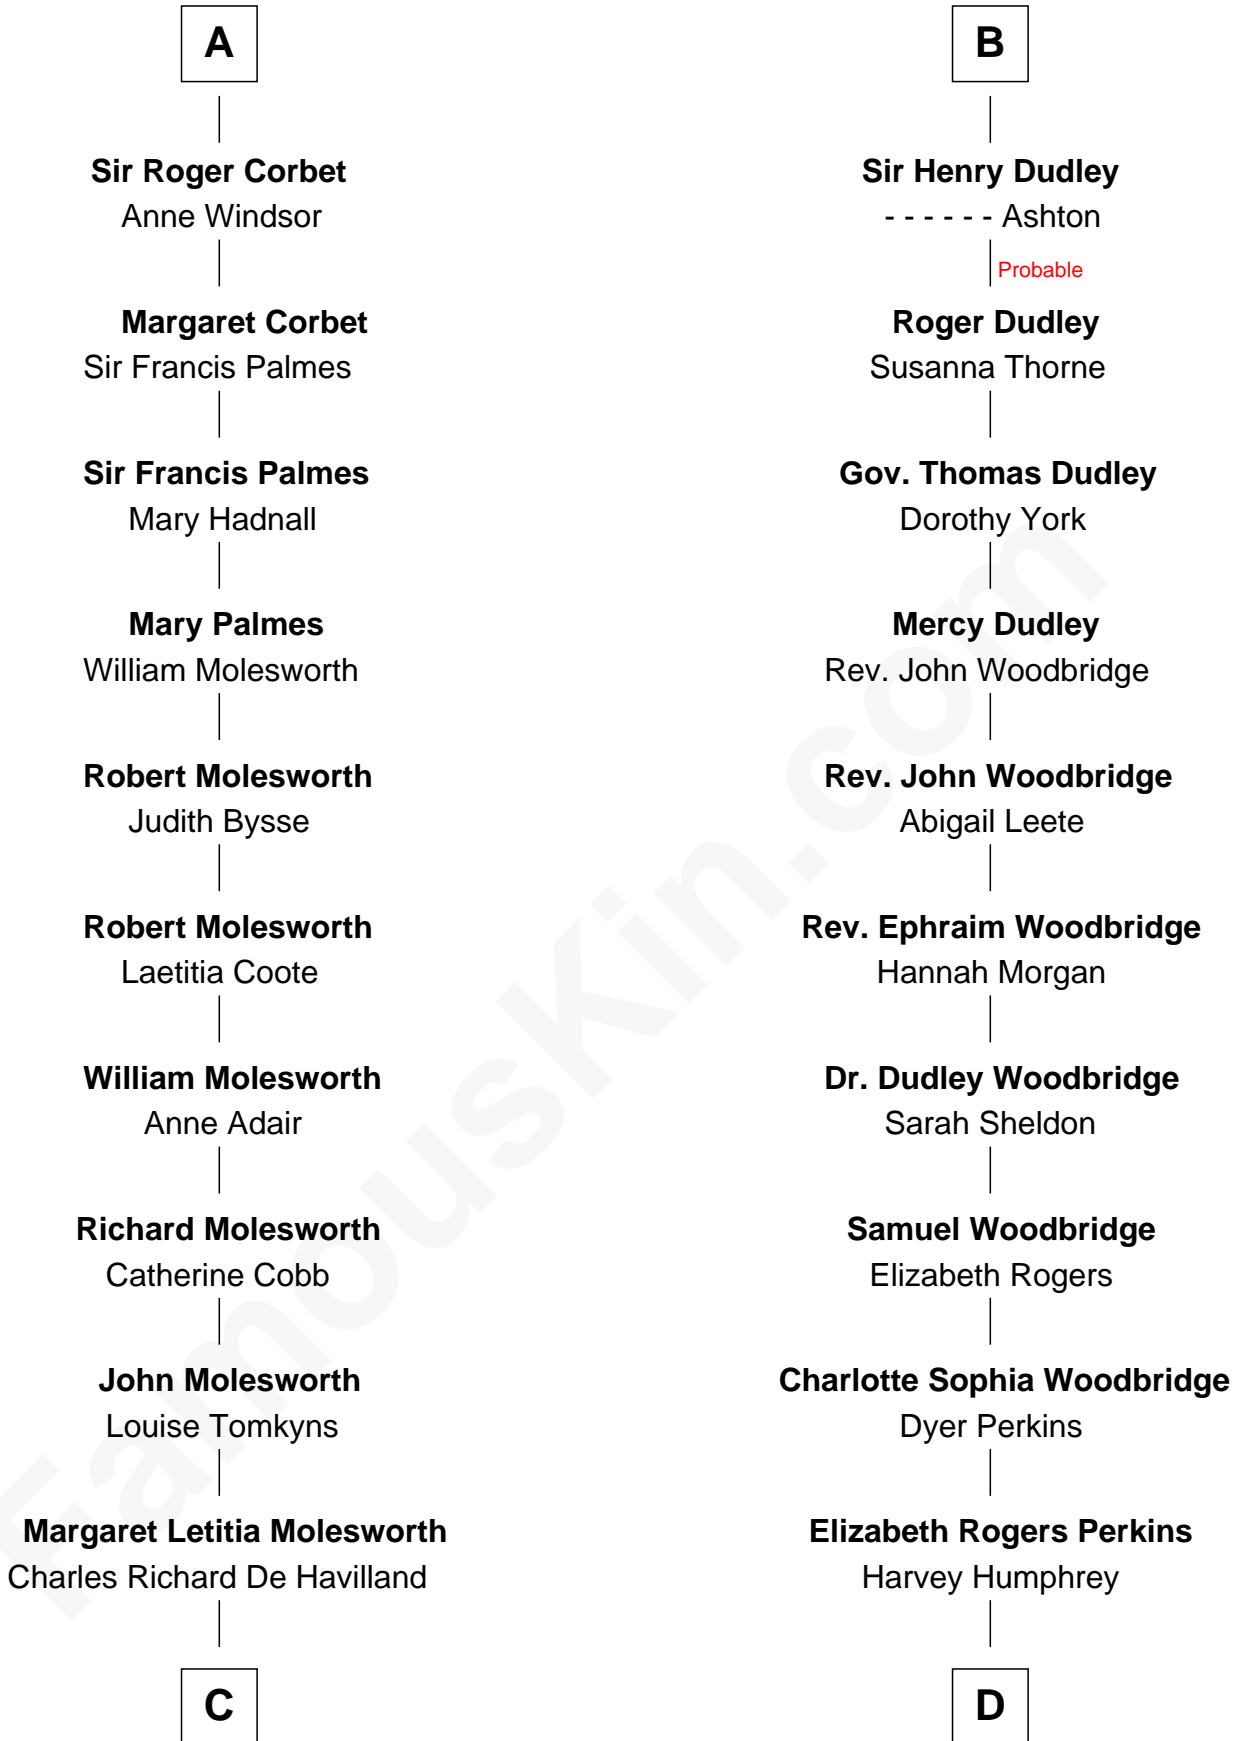 A
Sir Roger Corbet
Anne Windsor
Margaret Corbet
Sir Francis Palmes
Sir Francis Palmes
Mary Hadnall
Mary Palmes
William Molesworth
Robert Molesworth
Judith Bysse
Robert Molesworth
Laetitia Coote
William Molesworth
Anne Adair
Richard Molesworth
Catherine Cobb
John Molesworth
Louise Tomkyns
Margaret Letitia Molesworth
Charles Richard De Havilland
C
B
Sir Henry Dudley
- - - - - - Ashton
Probable
Roger Dudley
Susanna Thorne
Gov. Thomas Dudley
Dorothy York
Mercy Dudley
Rev. John Woodbridge
Rev. John Woodbridge
Abigail Leete
Rev. Ephraim Woodbridge
Hannah Morgan
Dr. Dudley Woodbridge
Sarah Sheldon
Samuel Woodbridge
Elizabeth Rogers
Charlotte Sophia Woodbridge
Dyer Perkins
Elizabeth Rogers Perkins
Harvey Humphrey
D
FamousKin.com